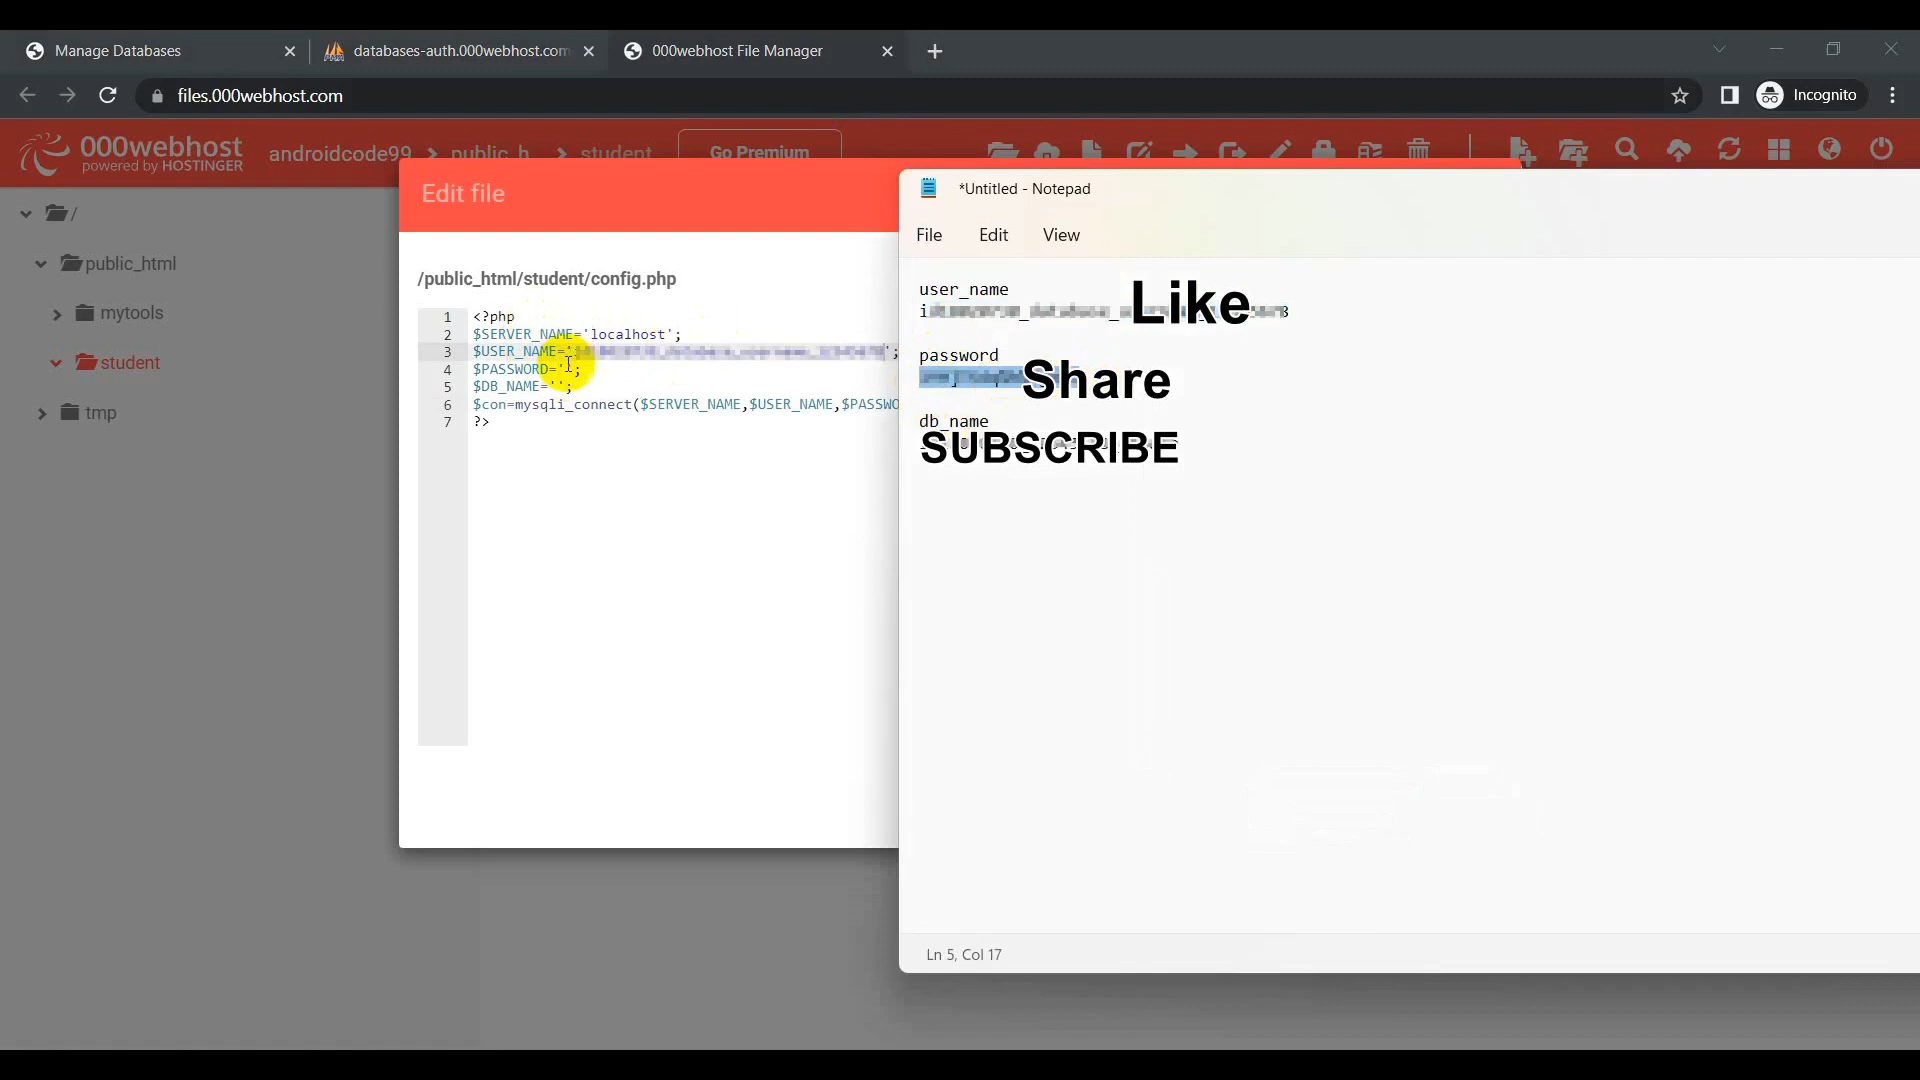 Manage Databases
databases-auth.000webhost.com
000webhost File Manager
files.000webhost.com
Incognito
000webhost
powered by HOSTINGER
androidcode99 > public_h > student
Go Premium
/
public_html
mytools
student
tmp
Edit file
/public_html/student/config.php
1 <?php
2 $SERVER_NAME='localhost';
3 $USER_NAME=' ';
4 $PASSWORD='';
5 $DB_NAME='';
6 $con=mysqli_connect($SERVER_NAME,$USER_NAME,$PASSWO
7 ?>
*Untitled - Notepad
File Edit View
user_name
Like
password
Share
db_name
SUBSCRIBE
Ln 5, Col 17